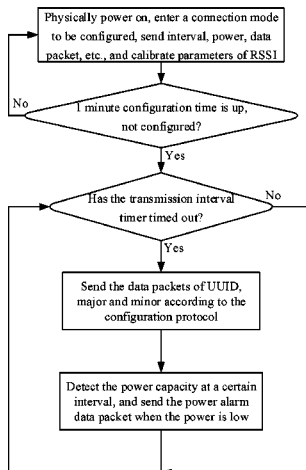 Physically power on, enter a connection mode
to be configured, send interval, power, data
packet, etc., and calibrate parameters of RSSI
No
1 minute configuration time is up,
not configured?
Yes
Has the transmission interval
timer timed out?
No
Yes
Send the data packets of UUID,
major and minor according to the
configuration protocol
Detect the power capacity at a certain
interval, and send the power alarm
data packet when the power is low